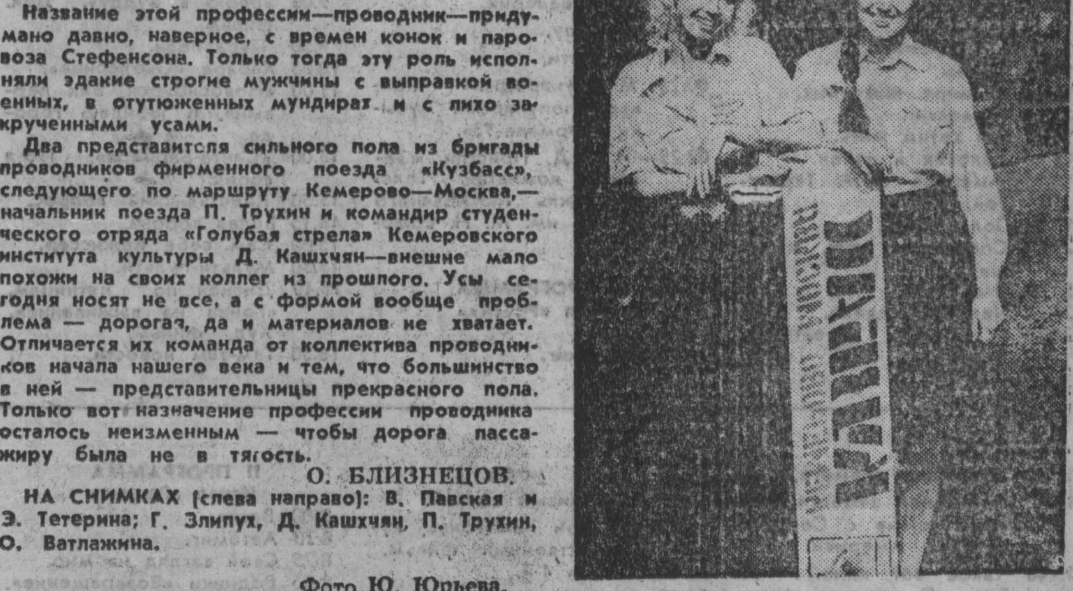 Название этой профессии—проводник—приду-
мано давно, наверное, с времен конок и паро-
воза Стефенсона. Только тогда эту роль испол-
няли эдакие строгие мужчины с выправкой во-
енных, в отутюженных мундирах и с лихо за-
крученными усами.
Два представителя сильного пола из бригады
проводников фирменного поезда «Кузбасс»,
следующего по маршруту Кемерово—Москва,—
начальник поезда П. Трухин и командир студен-
ческого отряда «Голубая стрела» Кемеровского
института культуры Д. Кашхчян—внешне мало
похожи на своих коллег из прошлого. Усы се-
годня носят не все, а с формой вообще проб-
лема — дорогая, да и материалов не хватает.
Отличается их команда от коллектива проводни-
ков начала нашего века и тем, что большинство
в ней — представительницы прекрасного пола.
Только вот назначение профессии проводника
осталось неизменным — чтобы дорога пасса-
жиру была не в тягость.
О. БЛИЗНЕЦОВ.
НА СНИМКАХ (слева направо): В. Павская и
Э. Тетерина; Г. Злипух, Д. Кашхчян, П. Трухин,
О. Ватлажина.
Фото Ю. Юрьева.
КЕМЕРОВО-МОСКВА